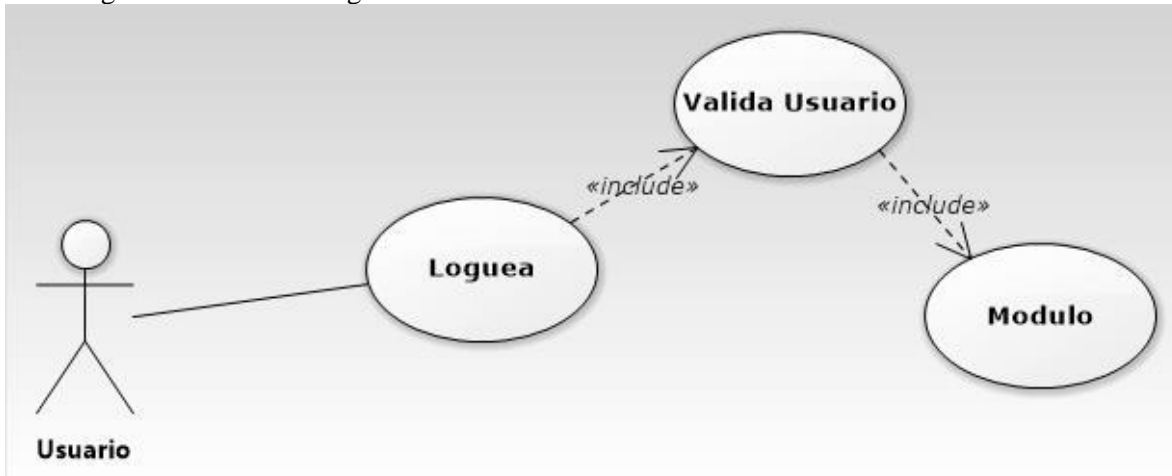 Valida Usuario
«include»
«include»
Loguea
Modulo
Usuario